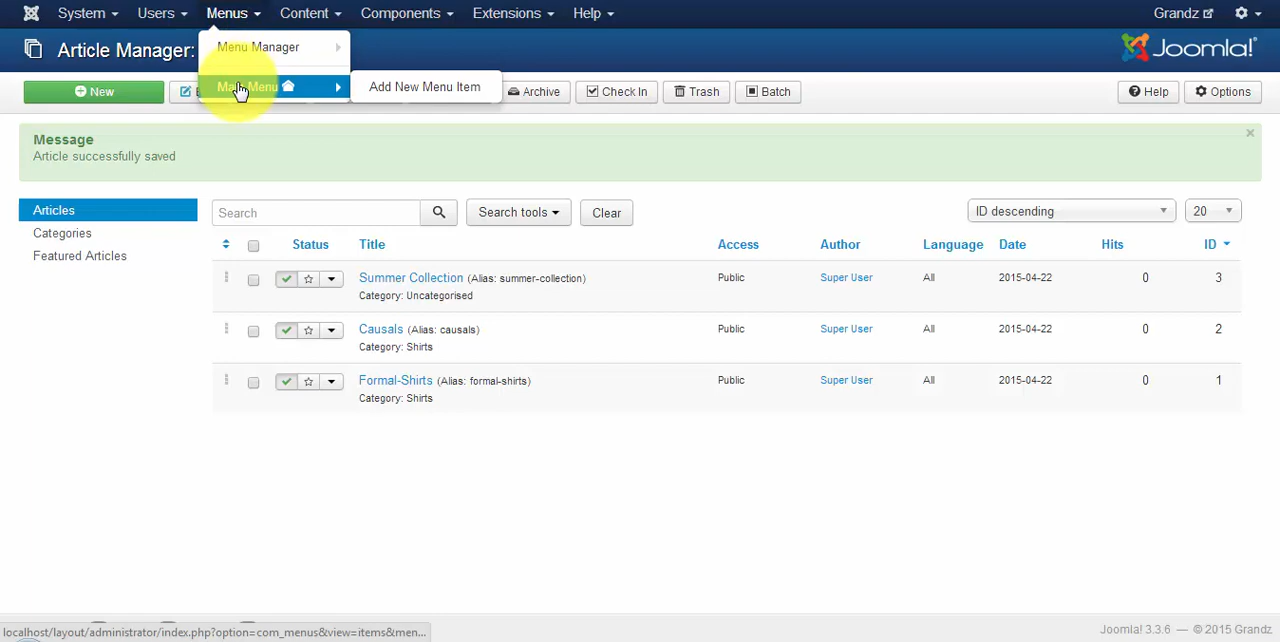 System Users Menus Content Components Extensions Help Grandz
Article Manager: Joomla!®
Menu Manager
Main Menu Add New Menu Item
New Archive Check In Trash Batch Help Options
Message
Article successfully saved
Articles
Categories
Featured Articles
Search Search tools Clear ID descending 20
Status Title Access Author Language Date Hits ID
Summer Collection (Alias: summer-collection) Public Super User All 2015-04-22 0 3
Category: Uncategorised
Causals (Alias: causals) Public Super User All 2015-04-22 0 2
Category: Shirts
Formal-Shirts (Alias: formal-shirts) Public Super User All 2015-04-22 0 1
Category: Shirts
localhost/layout/administrator/index.php?option=com_menus&view=items&men...
Joomla! 3.3.6 — © 2015 Grandz